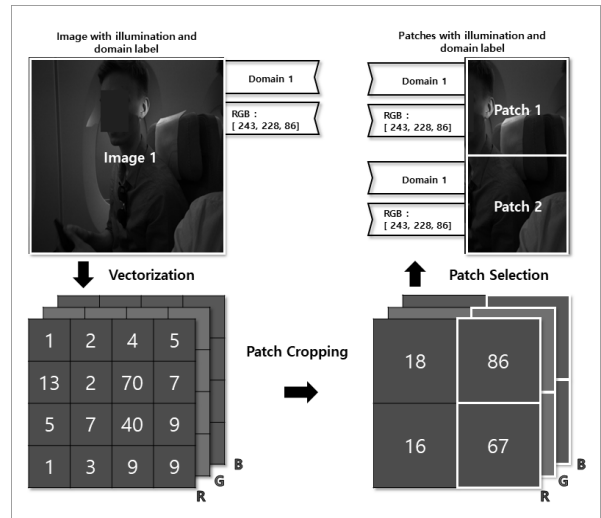 Image with illumination and
domain label
Domain 1
RGB :
[ 243, 228, 86]
Image 1
Patches with illumination and
domain label
Domain 1
RGB :
[ 243, 228, 86]
Patch 1
Domain 1
RGB :
[ 243, 228, 86]
Patch 2
Vectorization
Patch Selection
1 2 4 5
13 2 70 7
5 7 40 9
1 3 9 9
R
G
B
Patch Cropping
18 86
16 67
R
G
B